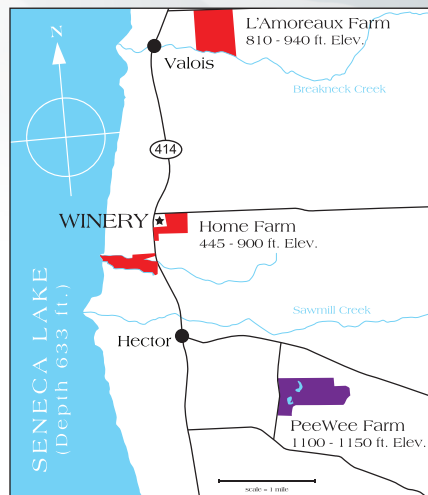 L'Amoreaux Farm
810 - 940 ft. Elev.
N
Valois
Breakneck Creek
414
WINERY
Home Farm
445 - 900 ft. Elev.
Sawmill Creek
Hector
SENECA LAKE
(Depth 633 ft.)
PeeWee Farm
1100 - 1150 ft. Elev.
scale = 1 mile